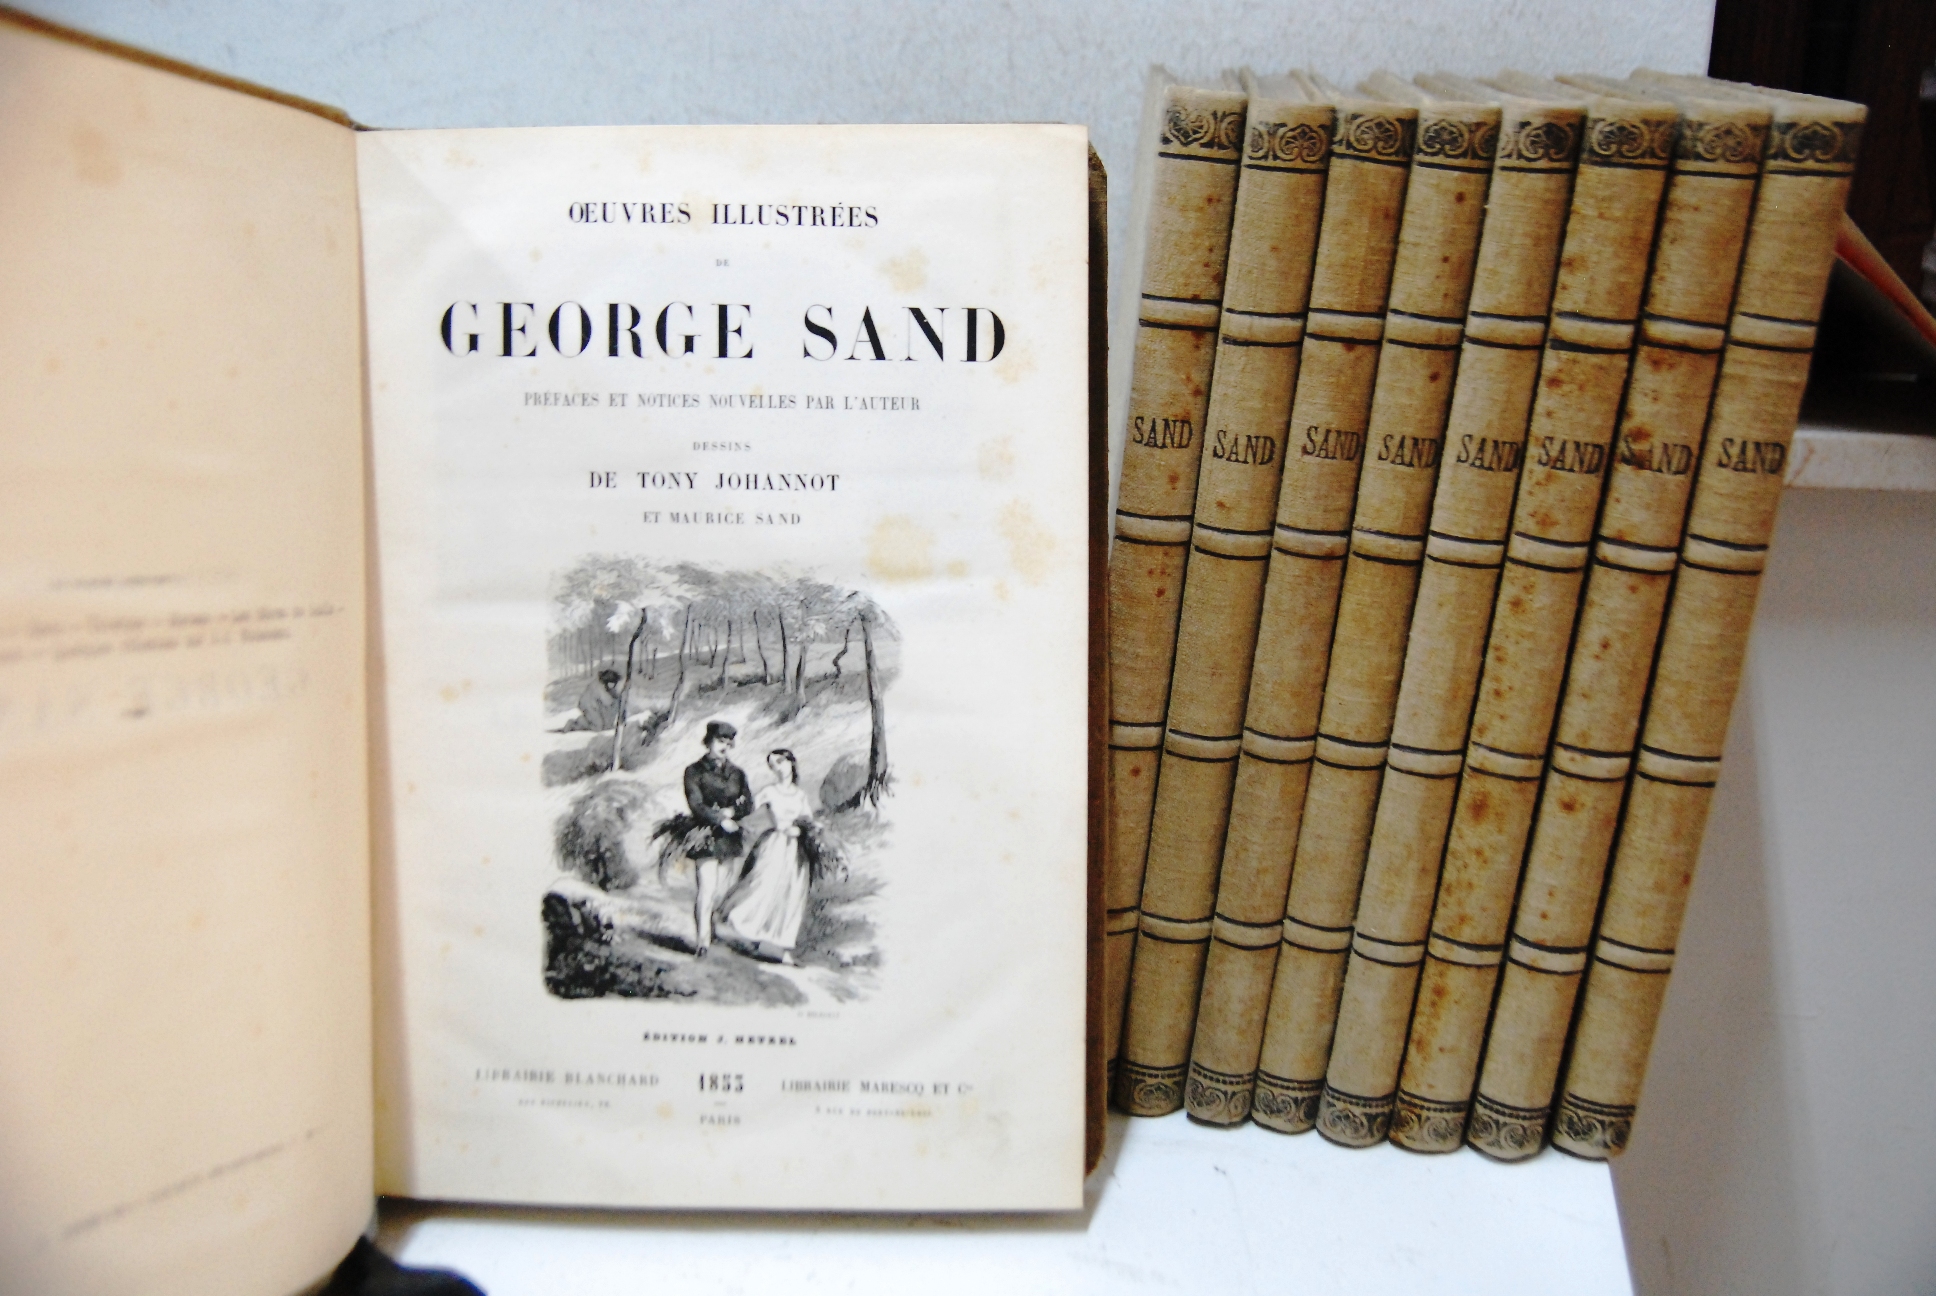 ŒUVRES ILLUSTRÉES
DE
GEORGE SAND
PRÉFACES ET NOTICES NOUVELLES PAR L'AUTEUR
DESSINS
DE TONY JOHANNOT
ET MAURICE SAND
ÉDITION J. HETZEL
LIBRAIRIE BLANCHARD
1853
LIBRAIRIE MARESCQ ET Cie
PARIS
SAND
SAND
SAND
SAND
SAND
SAND
SAND
SAND